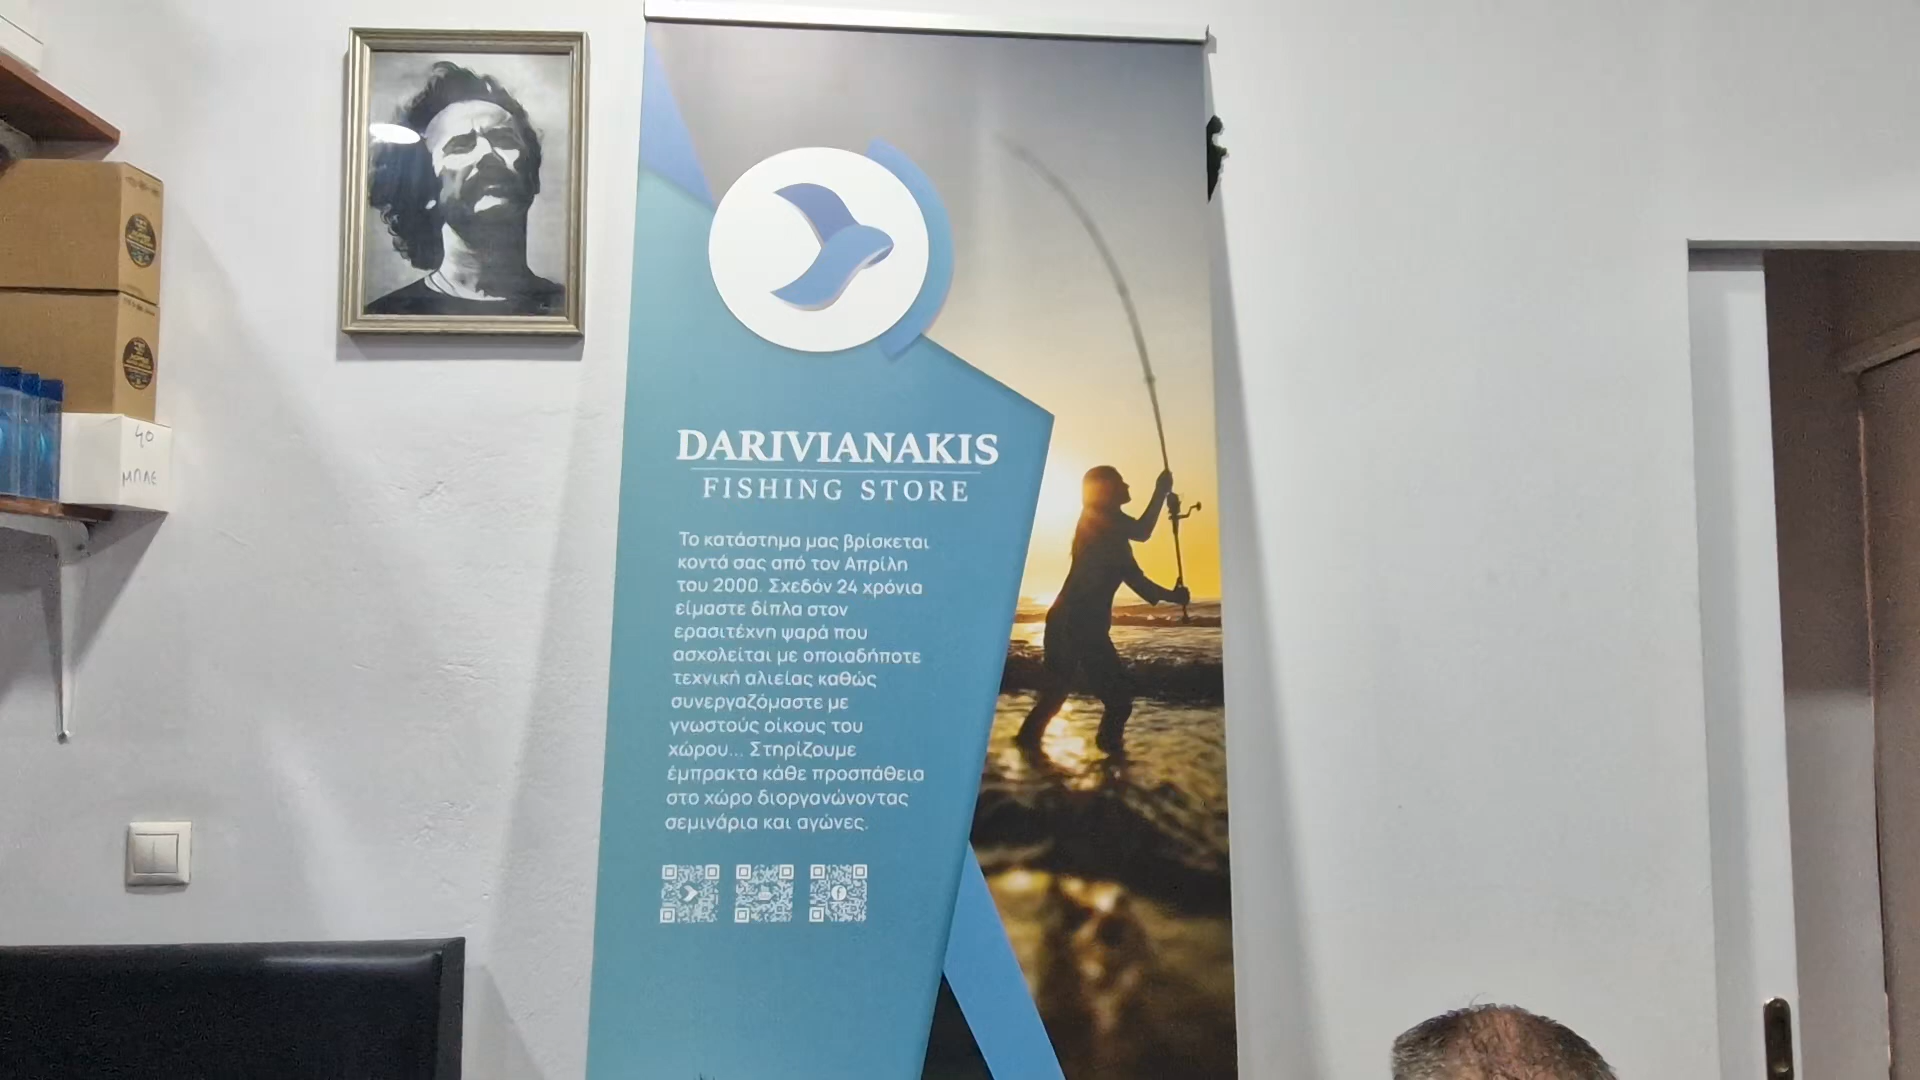 40
ΜΠΛΕ
DARIVIANAKIS
FISHING STORE
Το κατάστημα μας βρίσκεται
κοντά σας από τον Απρίλη
του 2000. Σχεδόν 24 χρόνια
είμαστε δίπλα στον
ερασιτέχνη ψαρά που
ασχολείται με οποιαδήποτε
τεχνική αλιείας καθώς
συνεργαζόμαστε με
γνωστούς οίκους του
χώρου... Στηρίζουμε
έμπρακτα κάθε προσπάθεια
στο χώρο διοργανώνοντας
σεμινάρια και αγώνες.